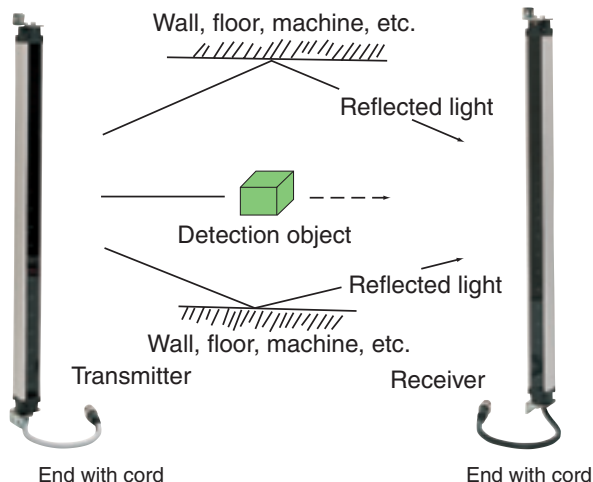 Wall, floor, machine, etc.
Reflected light
Detection object
Reflected light
Wall, floor, machine, etc.
Transmitter
Receiver
End with cord
End with cord